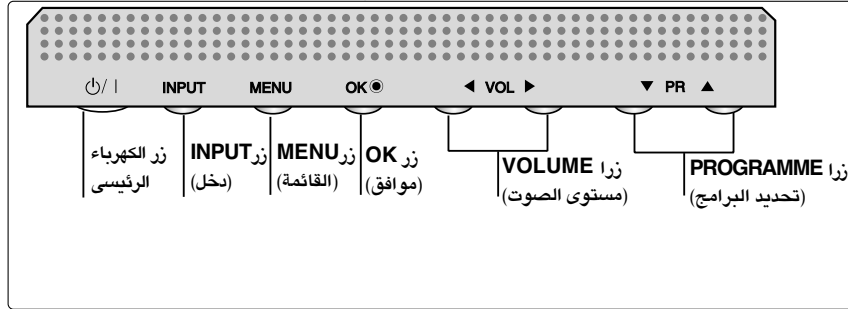 ⏻/ I INPUT MENU OK◉ ◀ VOL ▶ ▼ PR ▲
زر الكهرباء
الرئيسى
زر INPUT
(دخل)
زر MENU
(القائمة)
زر OK
(موافق)
زرا VOLUME
(مستوى الصوت)
زرا PROGRAMME
(تحديد البرامج)